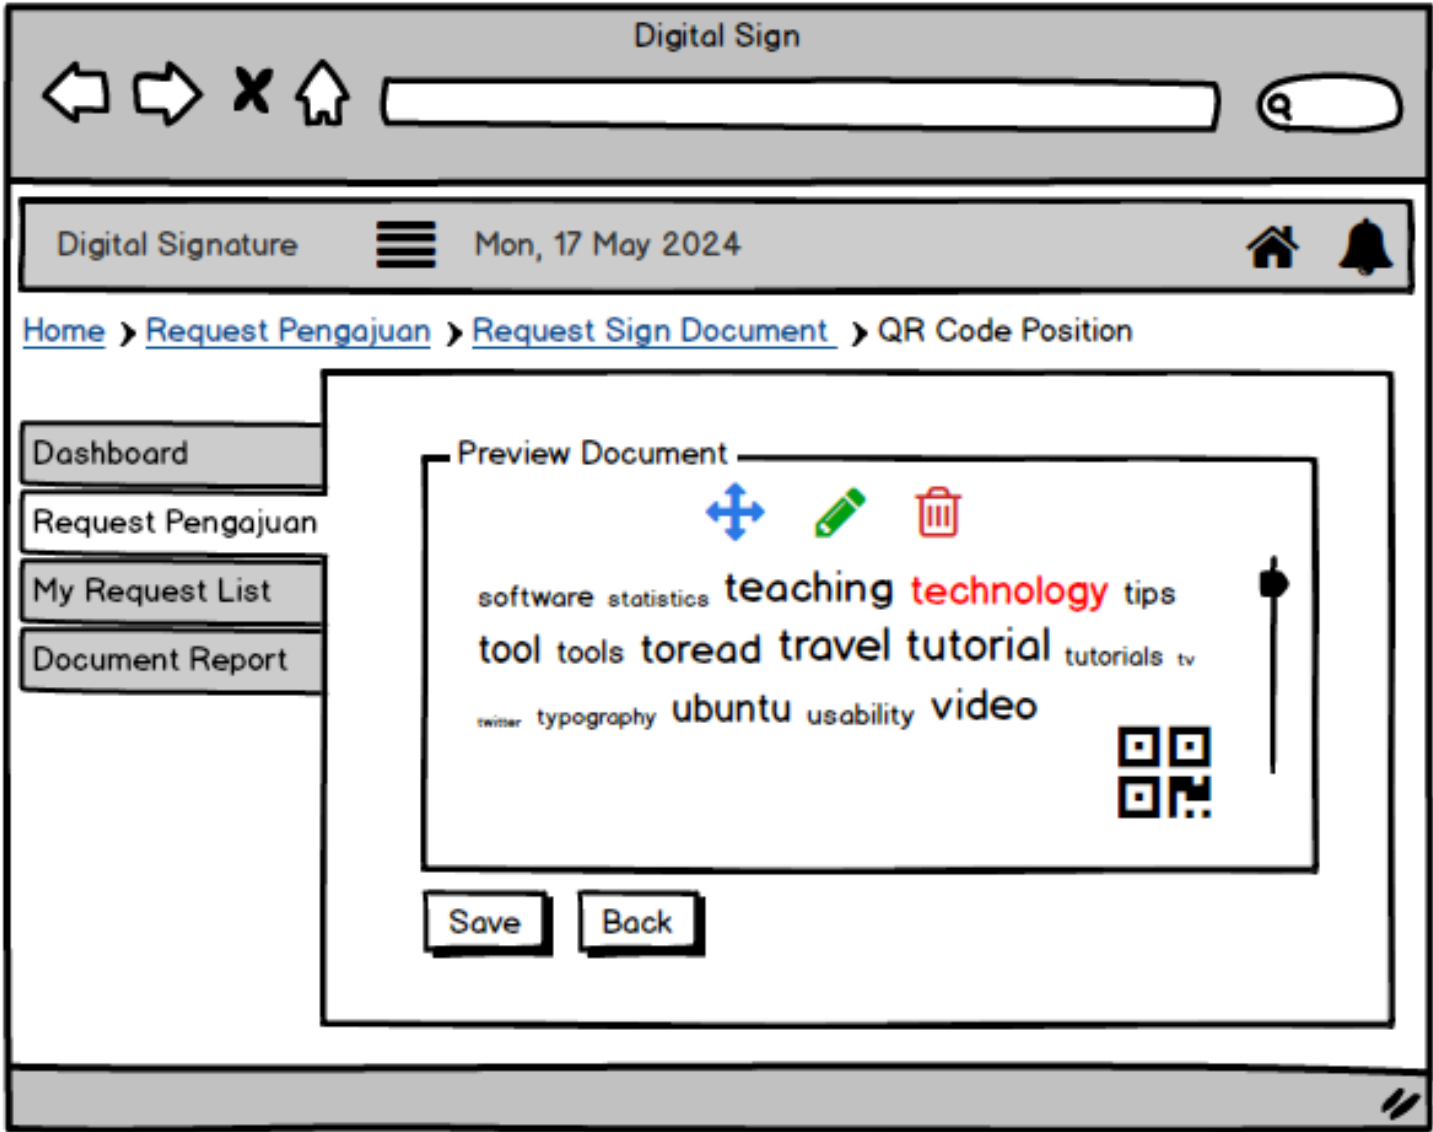 Digital Sign
Digital Signature Mon, 17 May 2024
Home Request Pengajuan Request Sign Document QR Code Position
Dashboard
Request Pengajuan
My Request List
Document Report
Preview Document
software statistics teaching technology tips
tool tools toread travel tutorial tutorials tv
twitter typography ubuntu usability video
Save Back